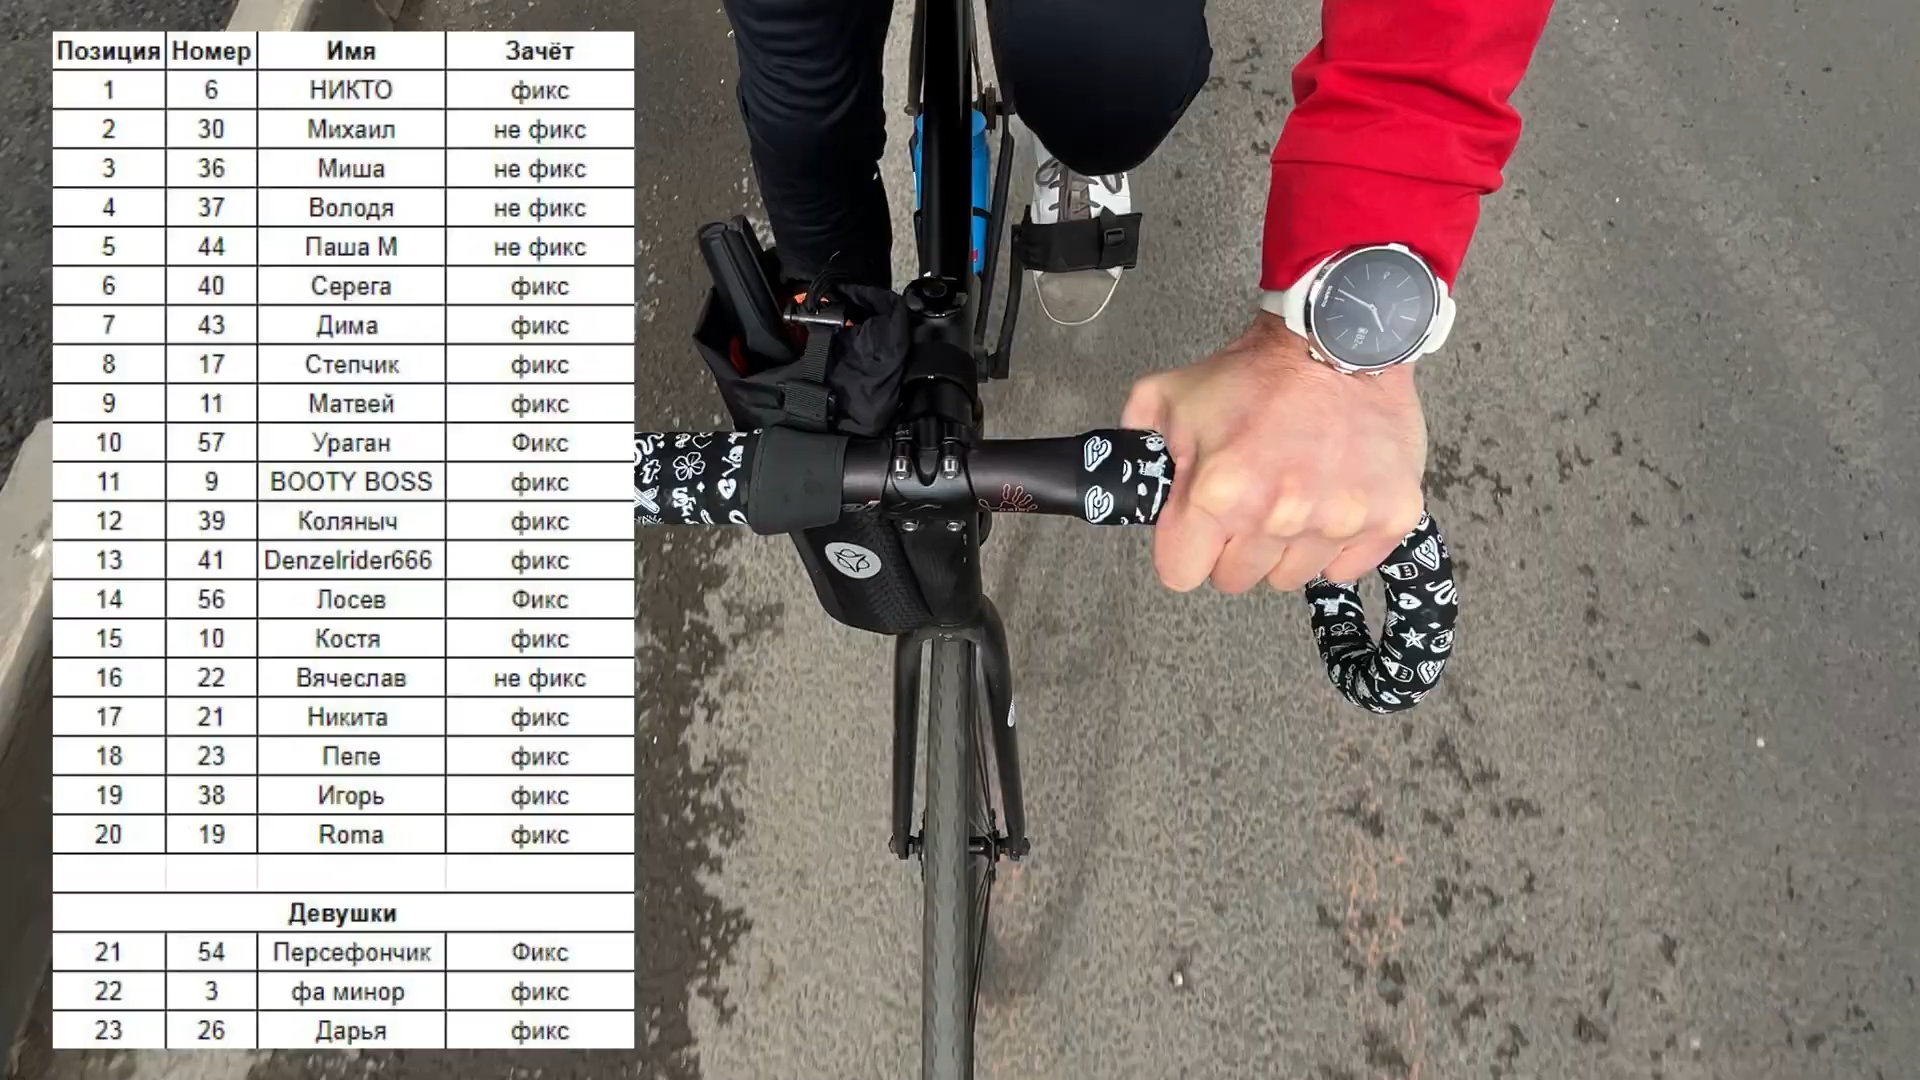 Позиция Номер Имя Зачёт
1 6 НИКТО фикс
2 30 Михаил не фикс
3 36 Миша не фикс
4 37 Володя не фикс
5 44 Паша М не фикс
6 40 Серега фикс
7 43 Дима фикс
8 17 Степчик фикс
9 11 Матвей фикс
10 57 Ураган Фикс
11 9 BOOTY BOSS фикс
12 39 Коляныч фикс
13 41 Denzelrider666 фикс
14 56 Лосев Фикс
15 10 Костя фикс
16 22 Вячеслав не фикс
17 21 Никита фикс
18 23 Пепе фикс
19 38 Игорь фикс
20 19 Roma фикс
Девушки
21 54 Персефончик Фикс
22 3 фа минор фикс
23 26 Дарья фикс